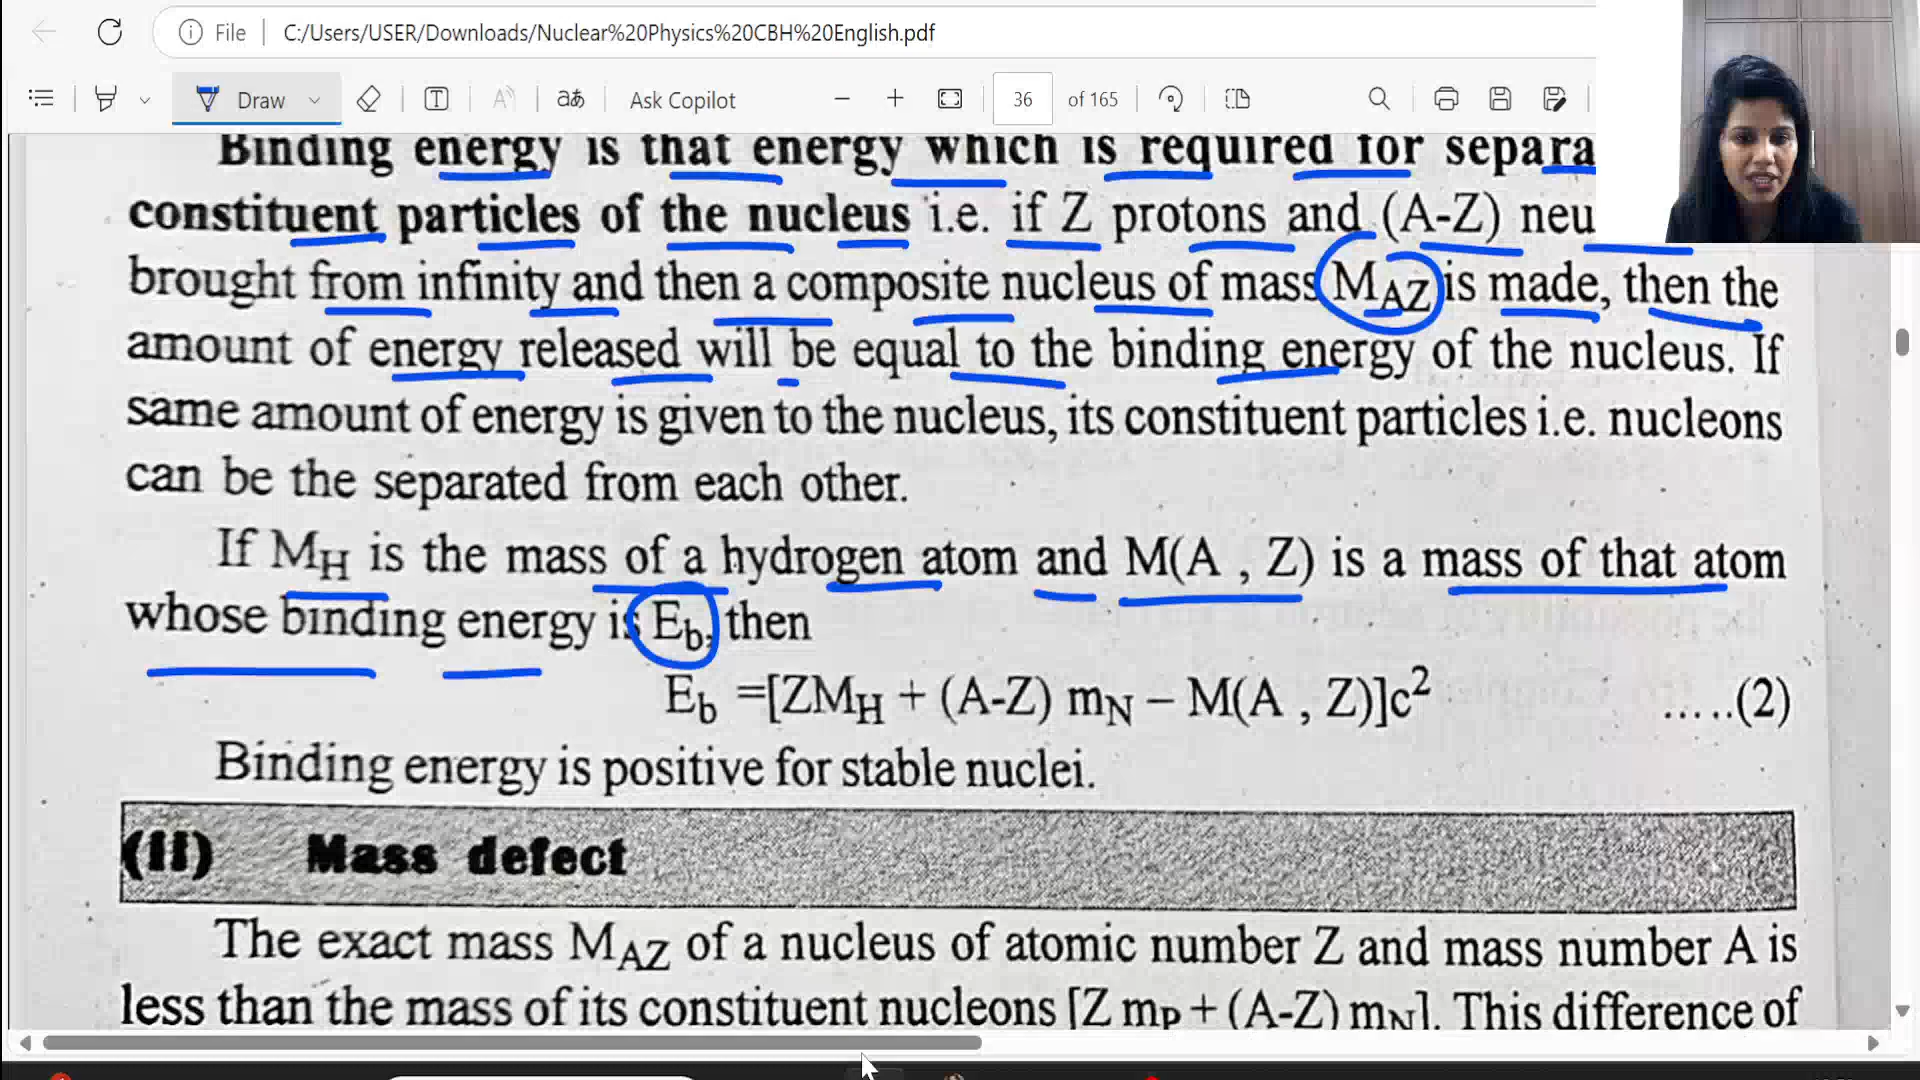 File C:/Users/USER/Downloads/Nuclear%20Physics%20CBH%20English.pdf
Draw aあ Ask Copilot 36 of 165
Binding energy is that energy which is required for separa
constituent particles of the nucleus i.e. if Z protons and (A-Z) neu
brought from infinity and then a composite nucleus of mass MAZ is made, then the
amount of energy released will be equal to the binding energy of the nucleus. If
same amount of energy is given to the nucleus, its constituent particles i.e. nucleons
can be the separated from each other.
If MH is the mass of a hydrogen atom and M(A , Z) is a mass of that atom
whose binding energy is Eb, then
Eb =[ZMH + (A-Z) mN – M(A , Z)]c²
.....(2)
Binding energy is positive for stable nuclei.
(II) Mass defect
The exact mass MAZ of a nucleus of atomic number Z and mass number A is
less than the mass of its constituent nucleons [Z mP + (A-Z) mN]. This difference of